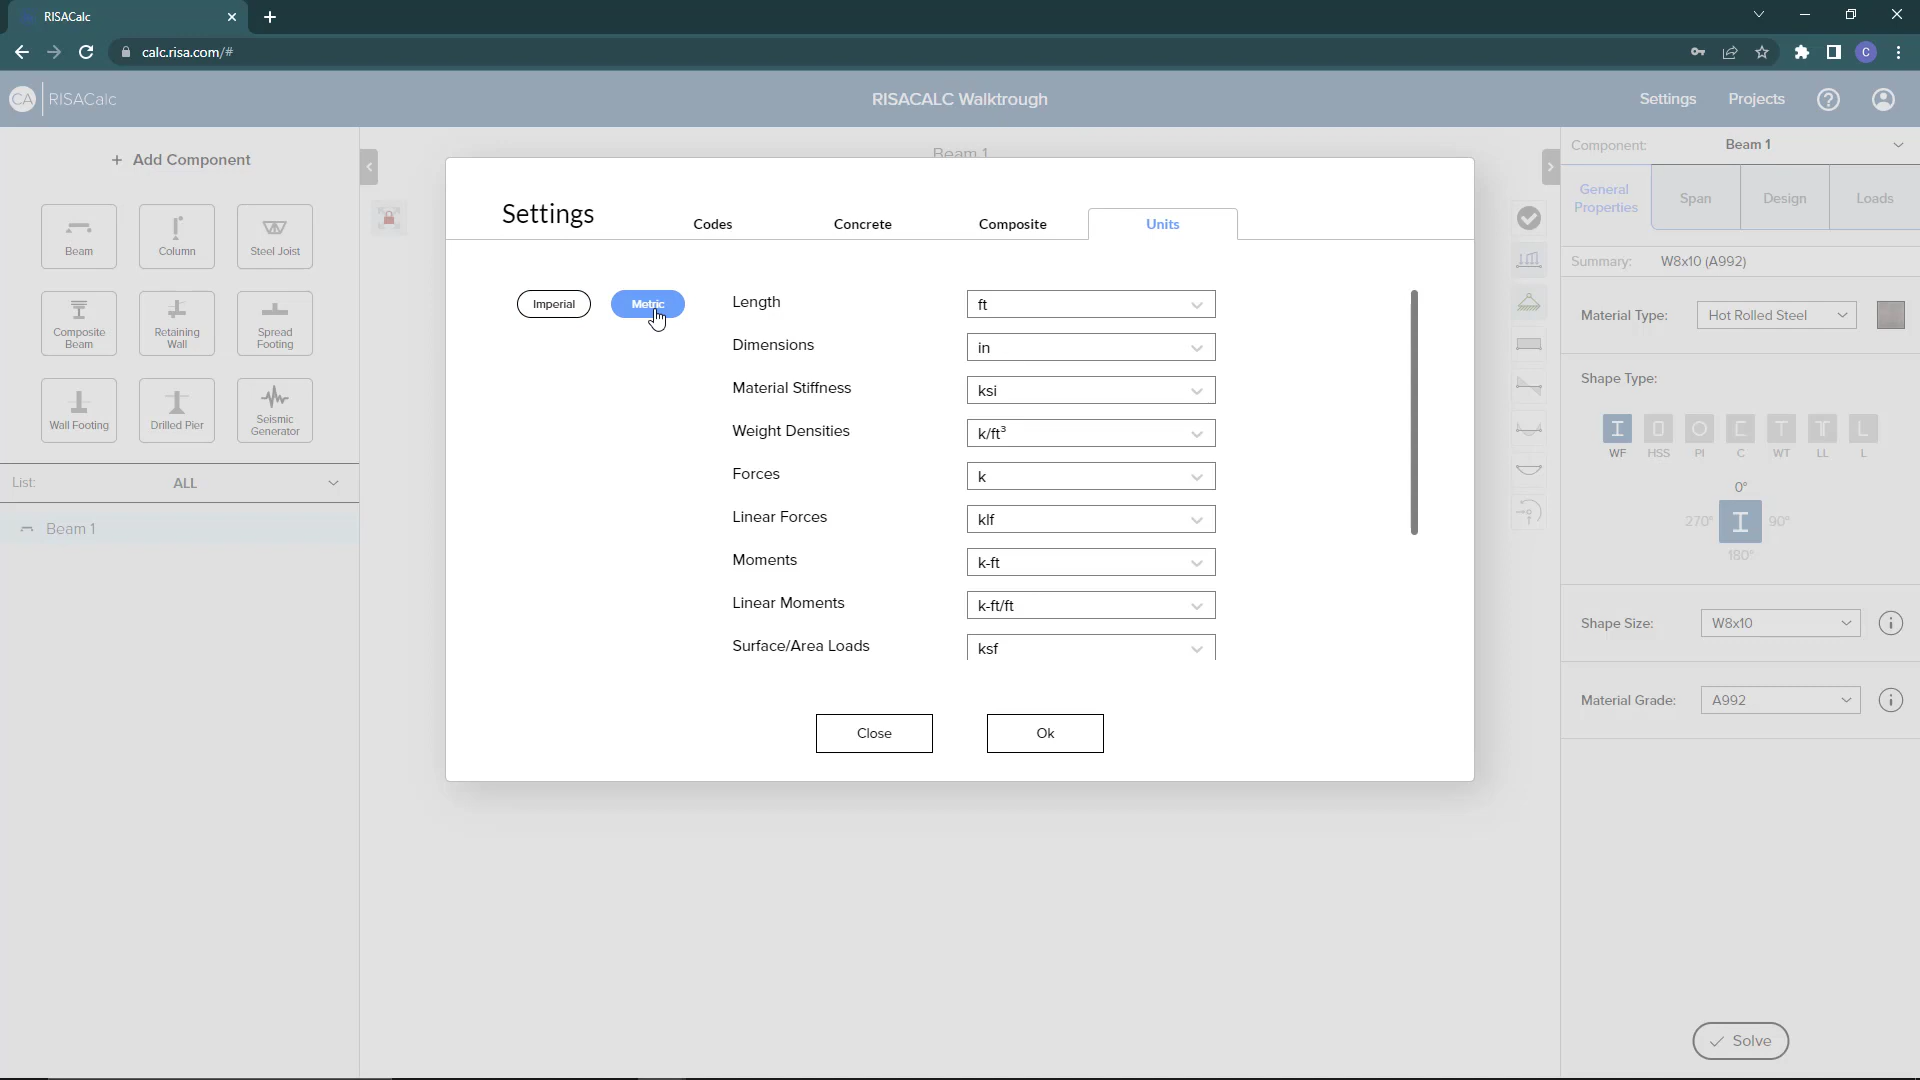 RISACalc
calc.risa.com/#
C
CA RISACalc
RISACALC Walktrough
Settings
Projects
?
+ Add Component
Beam
Column
Steel Joist
Composite
Beam
Retaining
Wall
Spread
Footing
Wall Footing
Drilled Pier
Seismic
Generator
List:
ALL
Beam 1
Beam 1
Settings
Codes
Concrete
Composite
Units
Imperial
Metric
Length
ft
Dimensions
in
Material Stiffness
ksi
Weight Densities
k/ft³
Forces
k
Linear Forces
klf
Moments
k-ft
Linear Moments
k-ft/ft
Surface/Area Loads
ksf
Close
Ok
Component:
Beam 1
General
Properties
Span
Design
Loads
Summary:
W8x10 (A992)
Material Type:
Hot Rolled Steel
Shape Type:
WF
HSS
PI
C
WT
LL
L
0°
270°
90°
180°
Shape Size:
W8x10
i
Material Grade:
A992
i
Solve